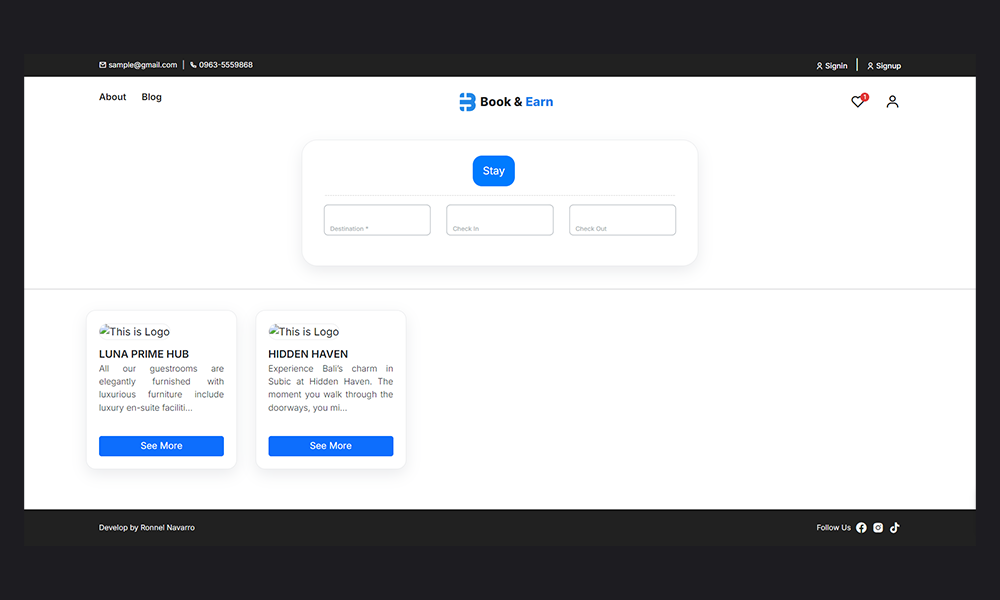 sample@gmail.com | 0963-5559868
Signin | Signup
About Blog
Book & Earn
1
Stay
Destination *
Check In
Check Out
This is Logo
LUNA PRIME HUB
All our guestrooms are
elegantly furnished with
luxurious furniture include
luxury en-suite faciliti...
See More
This is Logo
HIDDEN HAVEN
Experience Bali's charm in
Subic at Hidden Haven. The
moment you walk through the
doorways, you mi...
See More
Develop by Ronnel Navarro
Follow Us